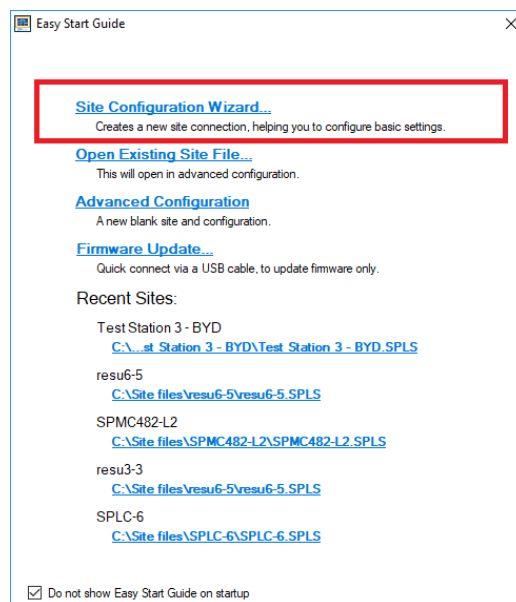 Easy Start Guide
Site Configuration Wizard...
Creates a new site connection, helping you to configure basic settings.
Open Existing Site File...
This will open in advanced configuration.
Advanced Configuration
A new blank site and configuration.
Firmware Update...
Quick connect via a USB cable, to update firmware only.
Recent Sites:
Test Station 3 - BYD
C:\...st Station 3 - BYD\Test Station 3 - BYD.SPLS
resu6-5
C:\Site files\resu6-5\resu6-5.SPLS
SPMC482-L2
C:\Site files\SPMC482-L2\SPMC482-L2.SPLS
resu3-3
C:\Site files\resu6-5\resu6-5.SPLS
SPLC-6
C:\Site files\SPLC-6\SPLC-6.SPLS
Do not show Easy Start Guide on startup